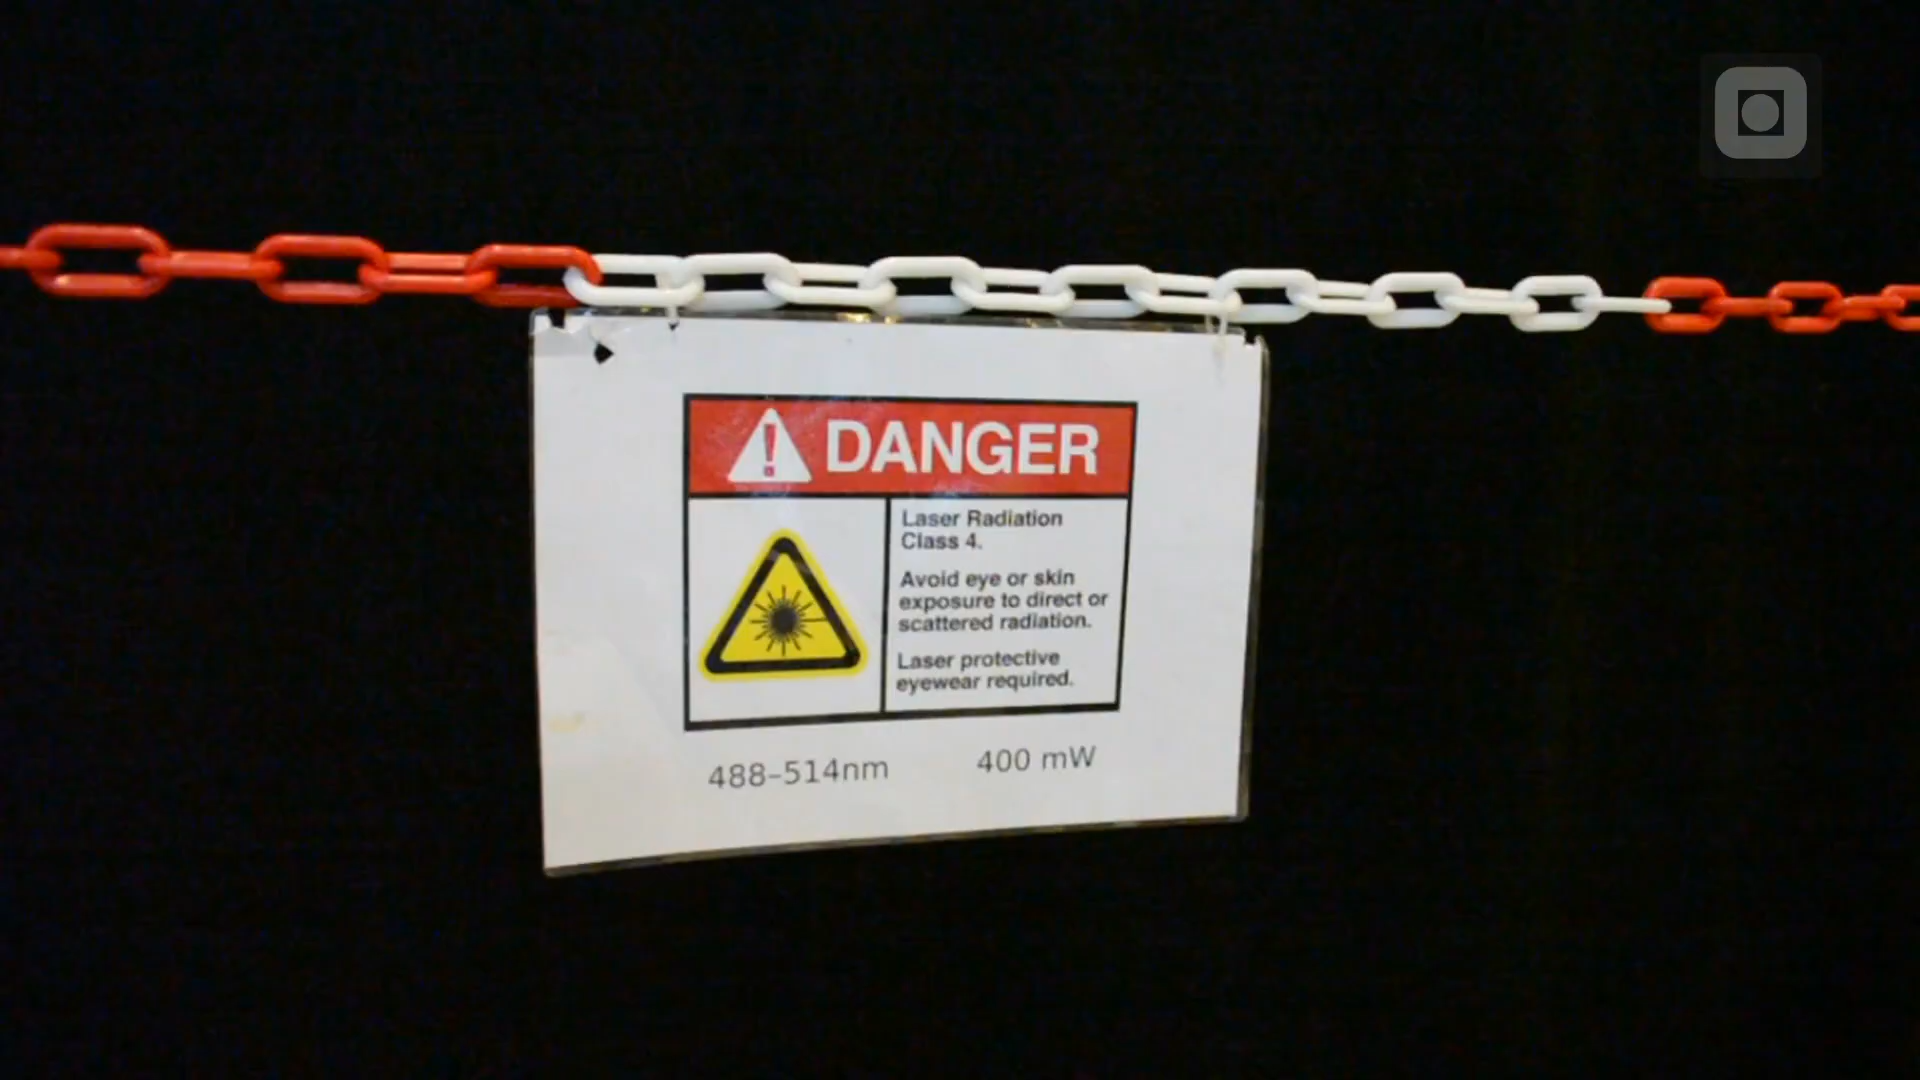 DANGER
Laser Radiation
Class 4.
Avoid eye or skin
exposure to direct or
scattered radiation.
Laser protective
eyewear required.
488–514nm 400 mW